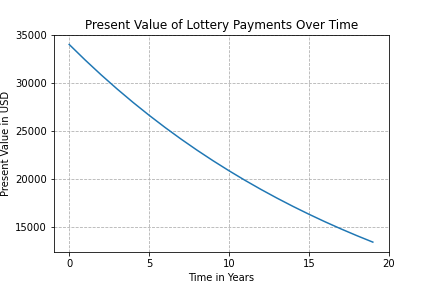 Present Value of Lottery Payments Over Time
35000
30000
25000
20000
15000
Present Value in USD
0 5 10 15 20
Time in Years